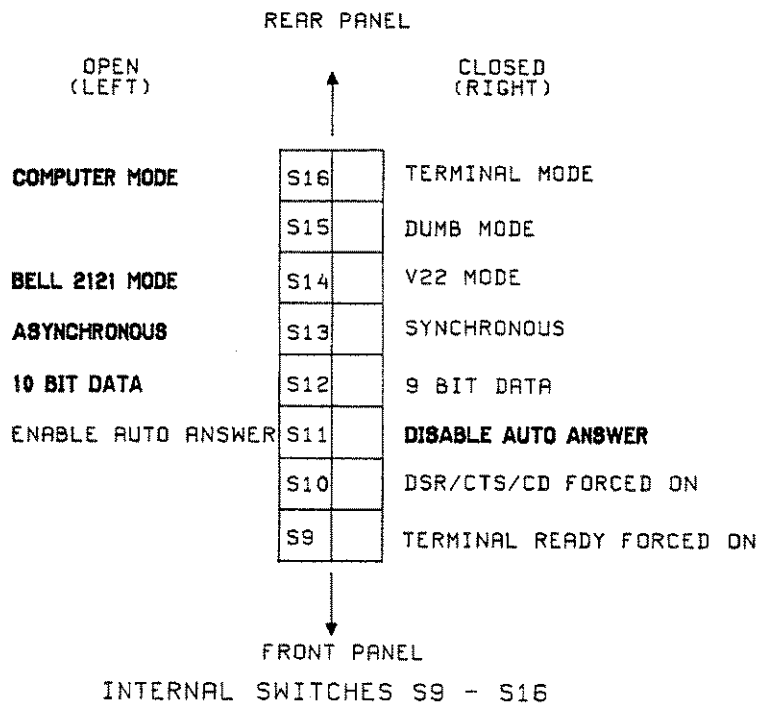 REAR PANEL
OPEN
(LEFT)
CLOSED
(RIGHT)
COMPUTER MODE S16 TERMINAL MODE
S15 DUMB MODE
BELL 2121 MODE S14 V22 MODE
ASYNCHRONOUS S13 SYNCHRONOUS
10 BIT DATA S12 9 BIT DATA
ENABLE AUTO ANSWER S11 DISABLE AUTO ANSWER
S10 DSR/CTS/CD FORCED ON
S9 TERMINAL READY FORCED ON
FRONT PANEL
INTERNAL SWITCHES S9 - S16